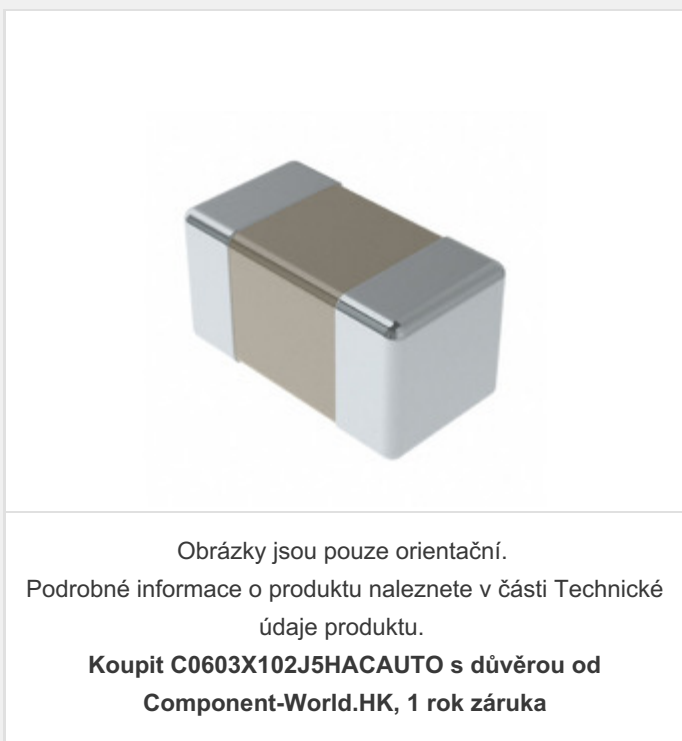 Obrázky jsou pouze orientační.
Podrobné informace o produktu naleznete v části Technické
údaje produktu.
Koupit C0603X102J5HACAUTO s důvěrou od
Component-World.HK, 1 rok záruka